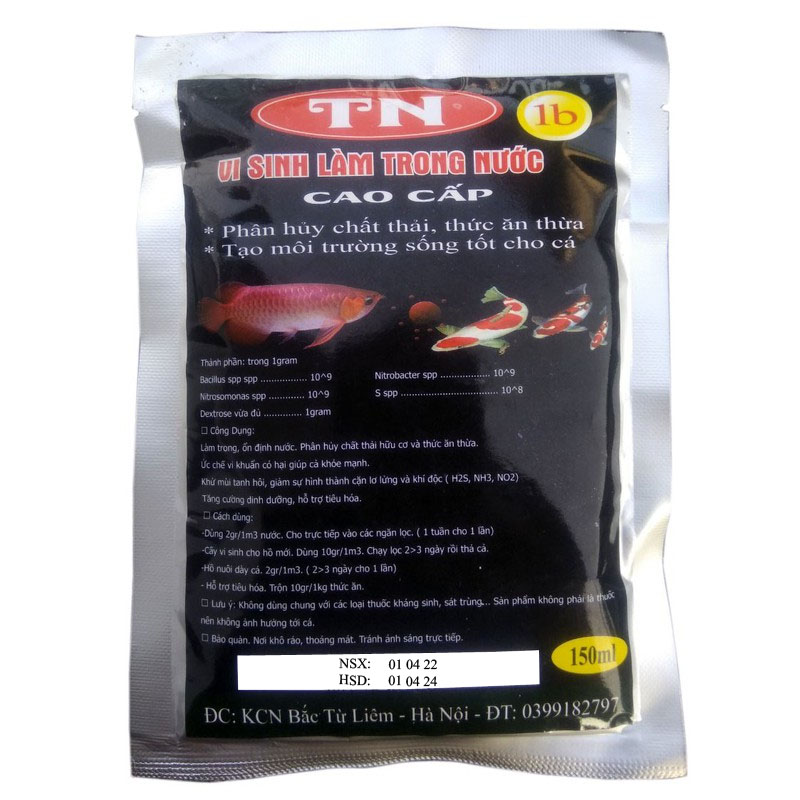 TN
1b
VI SINH LÀM TRONG NƯỚC
CAO CẤP
* Phân hủy chất thải, thức ăn thừa
* Tạo môi trường sống tốt cho cá
Thành phần: trong 1gram
Bacillus spp spp .................. 10^9
Nitrobacter spp .................. 10^9
Nitrosomonas spp ............. 10^9
S spp ................................... 10^8
Dextrose vừa đủ ............... 1gram
□ Công Dụng:
Làm trong, ổn định nước. Phân hủy chất thải hữu cơ và thức ăn thừa.
Ức chế vi khuẩn có hại giúp cá khỏe mạnh.
Khử mùi tanh hôi, giảm sự hình thành cặn lơ lửng và khí độc ( H2S, NH3, NO2)
Tăng cường dinh dưỡng, hỗ trợ tiêu hóa.
□ Cách dùng:
-Dùng 2gr/1m3 nước. Cho trực tiếp vào các ngăn lọc. ( 1 tuần cho 1 lần)
-Cấy vi sinh cho hồ mới. Dùng 10gr/1m3. Chạy lọc 2>3 ngày rồi thả cá.
-Hồ nuôi dày cá. 2gr/1m3. ( 2>3 ngày cho 1 lần)
- Hỗ trợ tiêu hóa. Trộn 10gr/1kg thức ăn.
□ Lưu ý: Không dùng chung với các loại thuốc kháng sinh, sát trùng... Sản phẩm không phải là thuốc
nên không ảnh hưởng tới cá.
□ Bảo quản. Nơi khô ráo, thoáng mát. Tránh ánh sáng trực tiếp.
150ml
NSX: 01 04 22
HSD: 01 04 24
ĐC: KCN Bắc Từ Liêm - Hà Nội - ĐT: 0399182797